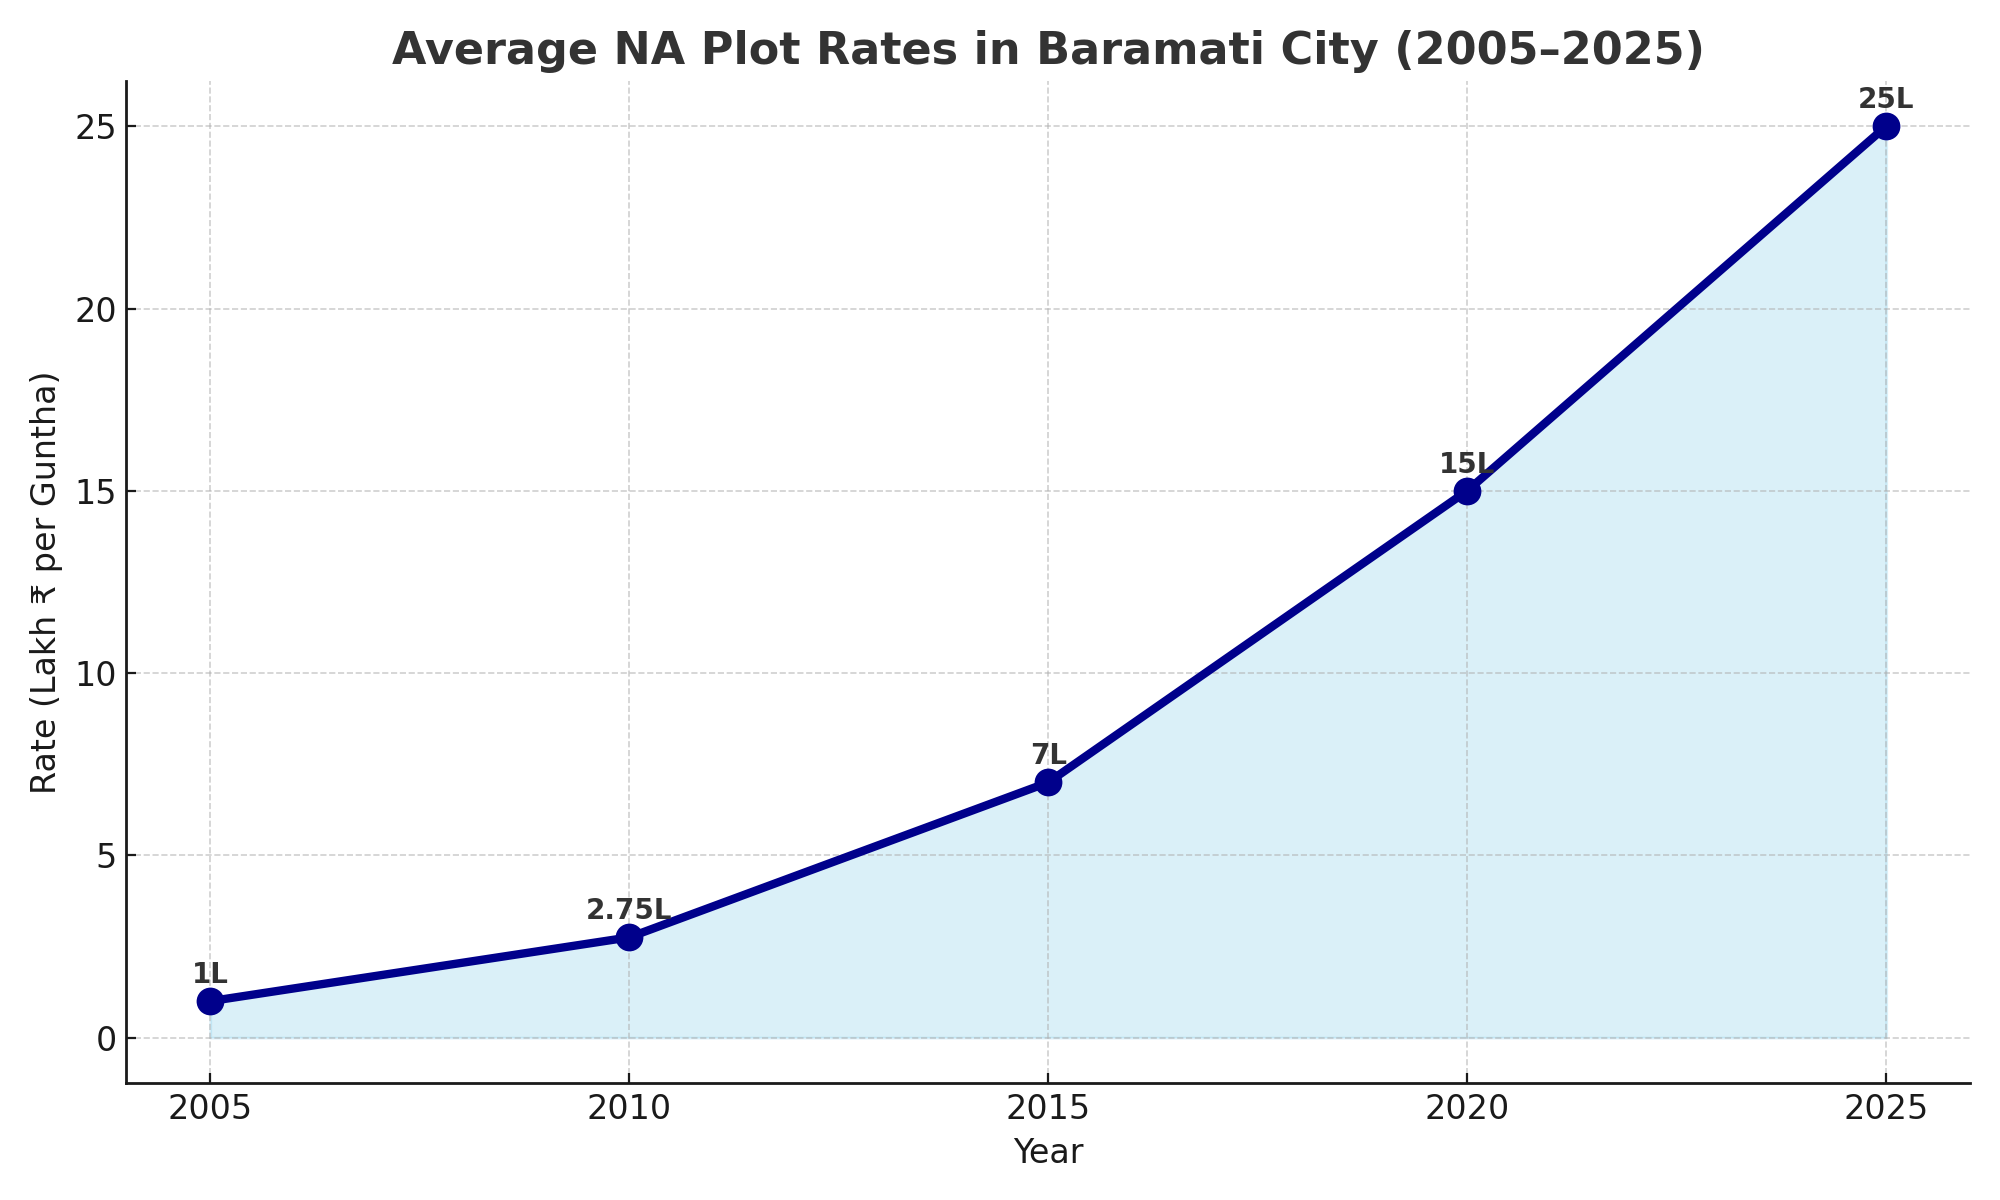 Average NA Plot Rates in Baramati City (2005–2025)
Rate (Lakh ₹ per Guntha)
25
20
15
10
5
0
1L
2.75L
7L
15L
25L
2005 2010 2015 2020 2025
Year